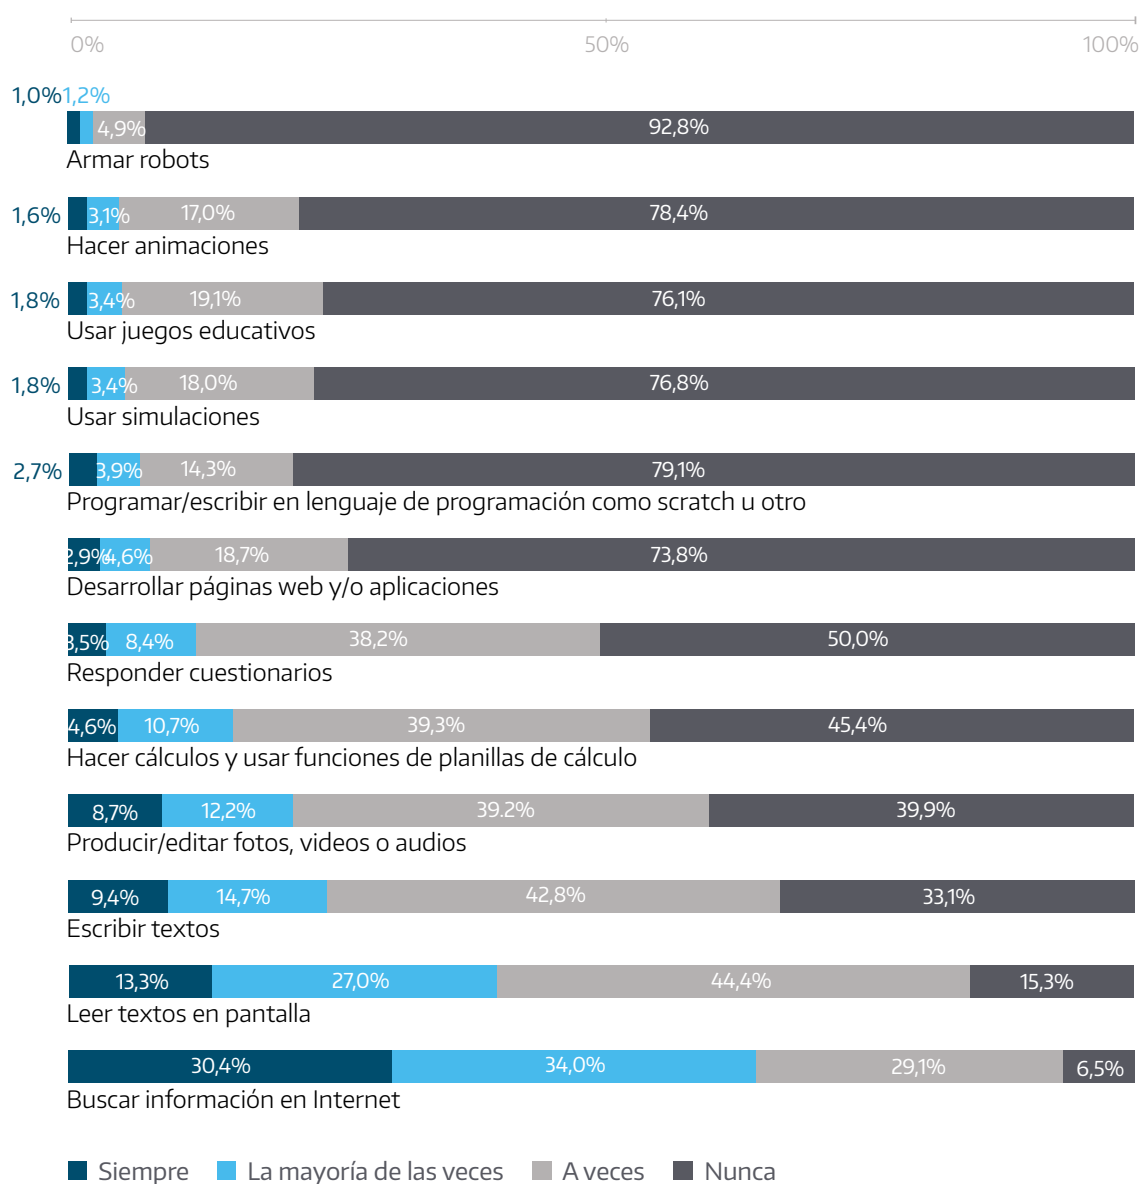 0% 50% 100%
1,0% 1,2%
4,9% 92,8%
Armar robots
1,6% 3,1% 17,0% 78,4%
Hacer animaciones
1,8% 3,4% 19,1% 76,1%
Usar juegos educativos
1,8% 3,4% 18,0% 76,8%
Usar simulaciones
2,7% 3,9% 14,3% 79,1%
Programar/escribir en lenguaje de programación como scratch u otro
2,9% 4,6% 18,7% 73,8%
Desarrollar páginas web y/o aplicaciones
3,5% 8,4% 38,2% 50,0%
Responder cuestionarios
4,6% 10,7% 39,3% 45,4%
Hacer cálculos y usar funciones de planillas de cálculo
8,7% 12,2% 39.2% 39,9%
Producir/editar fotos, videos o audios
9,4% 14,7% 42,8% 33,1%
Escribir textos
13,3% 27,0% 44,4% 15,3%
Leer textos en pantalla
30,4% 34,0% 29,1% 6,5%
Buscar información en Internet
Siempre La mayoría de las veces A veces Nunca